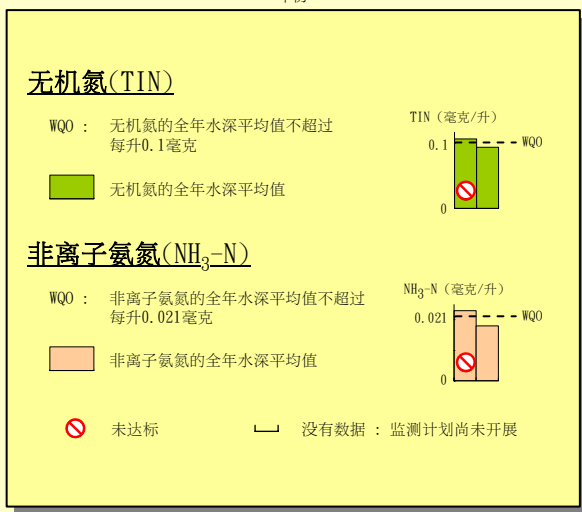 无机氮(TIN)
WQO : 无机氮的全年水深平均值不超过
每升0.1毫克
无机氮的全年水深平均值
TIN (毫克/升)
0.1
WQO
0
非离子氨氮(NH3-N)
WQO : 非离子氨氮的全年水深平均值不超过
每升0.021毫克
非离子氨氮的全年水深平均值
NH3-N (毫克/升)
0.021
WQO
0
未达标
没有数据 : 监测计划尚未开展